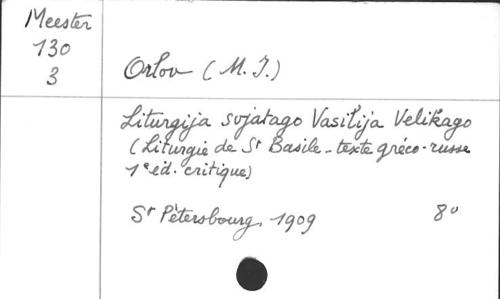 Meester
130
3
Orlov (M. J.)
Liturgija svjatago Vasilija Velikago
(Liturgie de St Basile - texte gréco-russe
1e éd. critique)
St Pétersbourg, 1909 8°